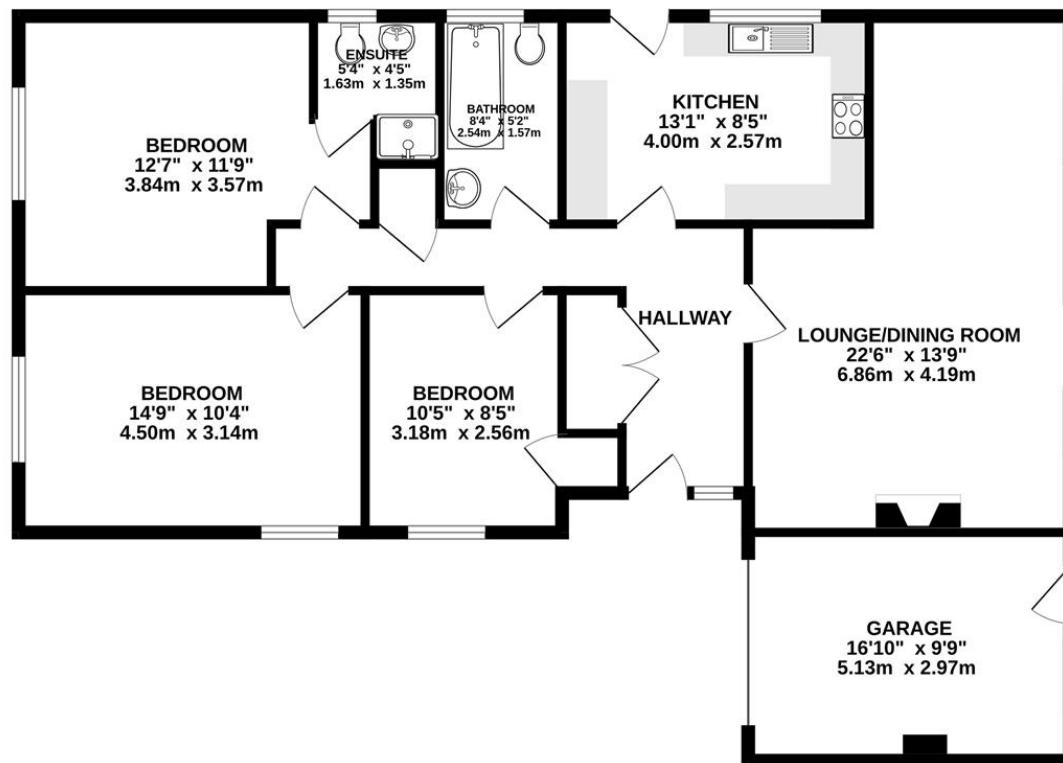 ENSUITE
5'4" x 4'5"
1.63m x 1.35m
BATHROOM
8'4" x 5'2"
2.54m x 1.57m
KITCHEN
13'1" x 8'5"
4.00m x 2.57m
BEDROOM
12'7" x 11'9"
3.84m x 3.57m
HALLWAY
LOUNGE/DINING ROOM
22'6" x 13'9"
6.86m x 4.19m
BEDROOM
14'9" x 10'4"
4.50m x 3.14m
BEDROOM
10'5" x 8'5"
3.18m x 2.56m
GARAGE
16'10" x 9'9"
5.13m x 2.97m